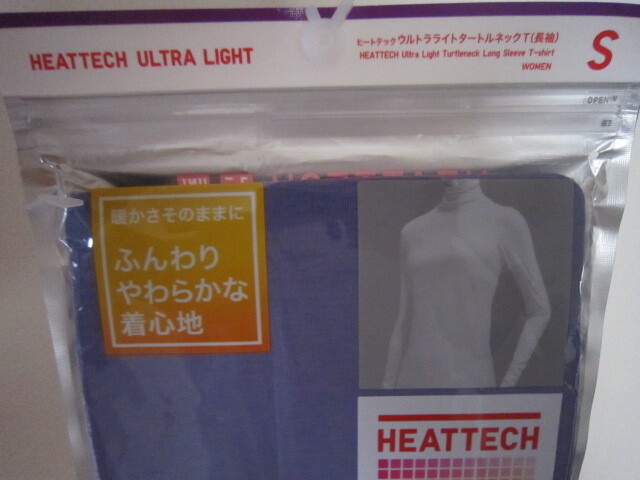 HEATTECH ULTRA LIGHT
ヒートテックウルトラライトタートルネックT(長袖)
HEATTECH Ultra Light Turtleneck Long Sleeve T-shirt
WOMEN
S
OPEN
暖かさそのままに
ふんわり
やわらかな
着心地
HEATTECH